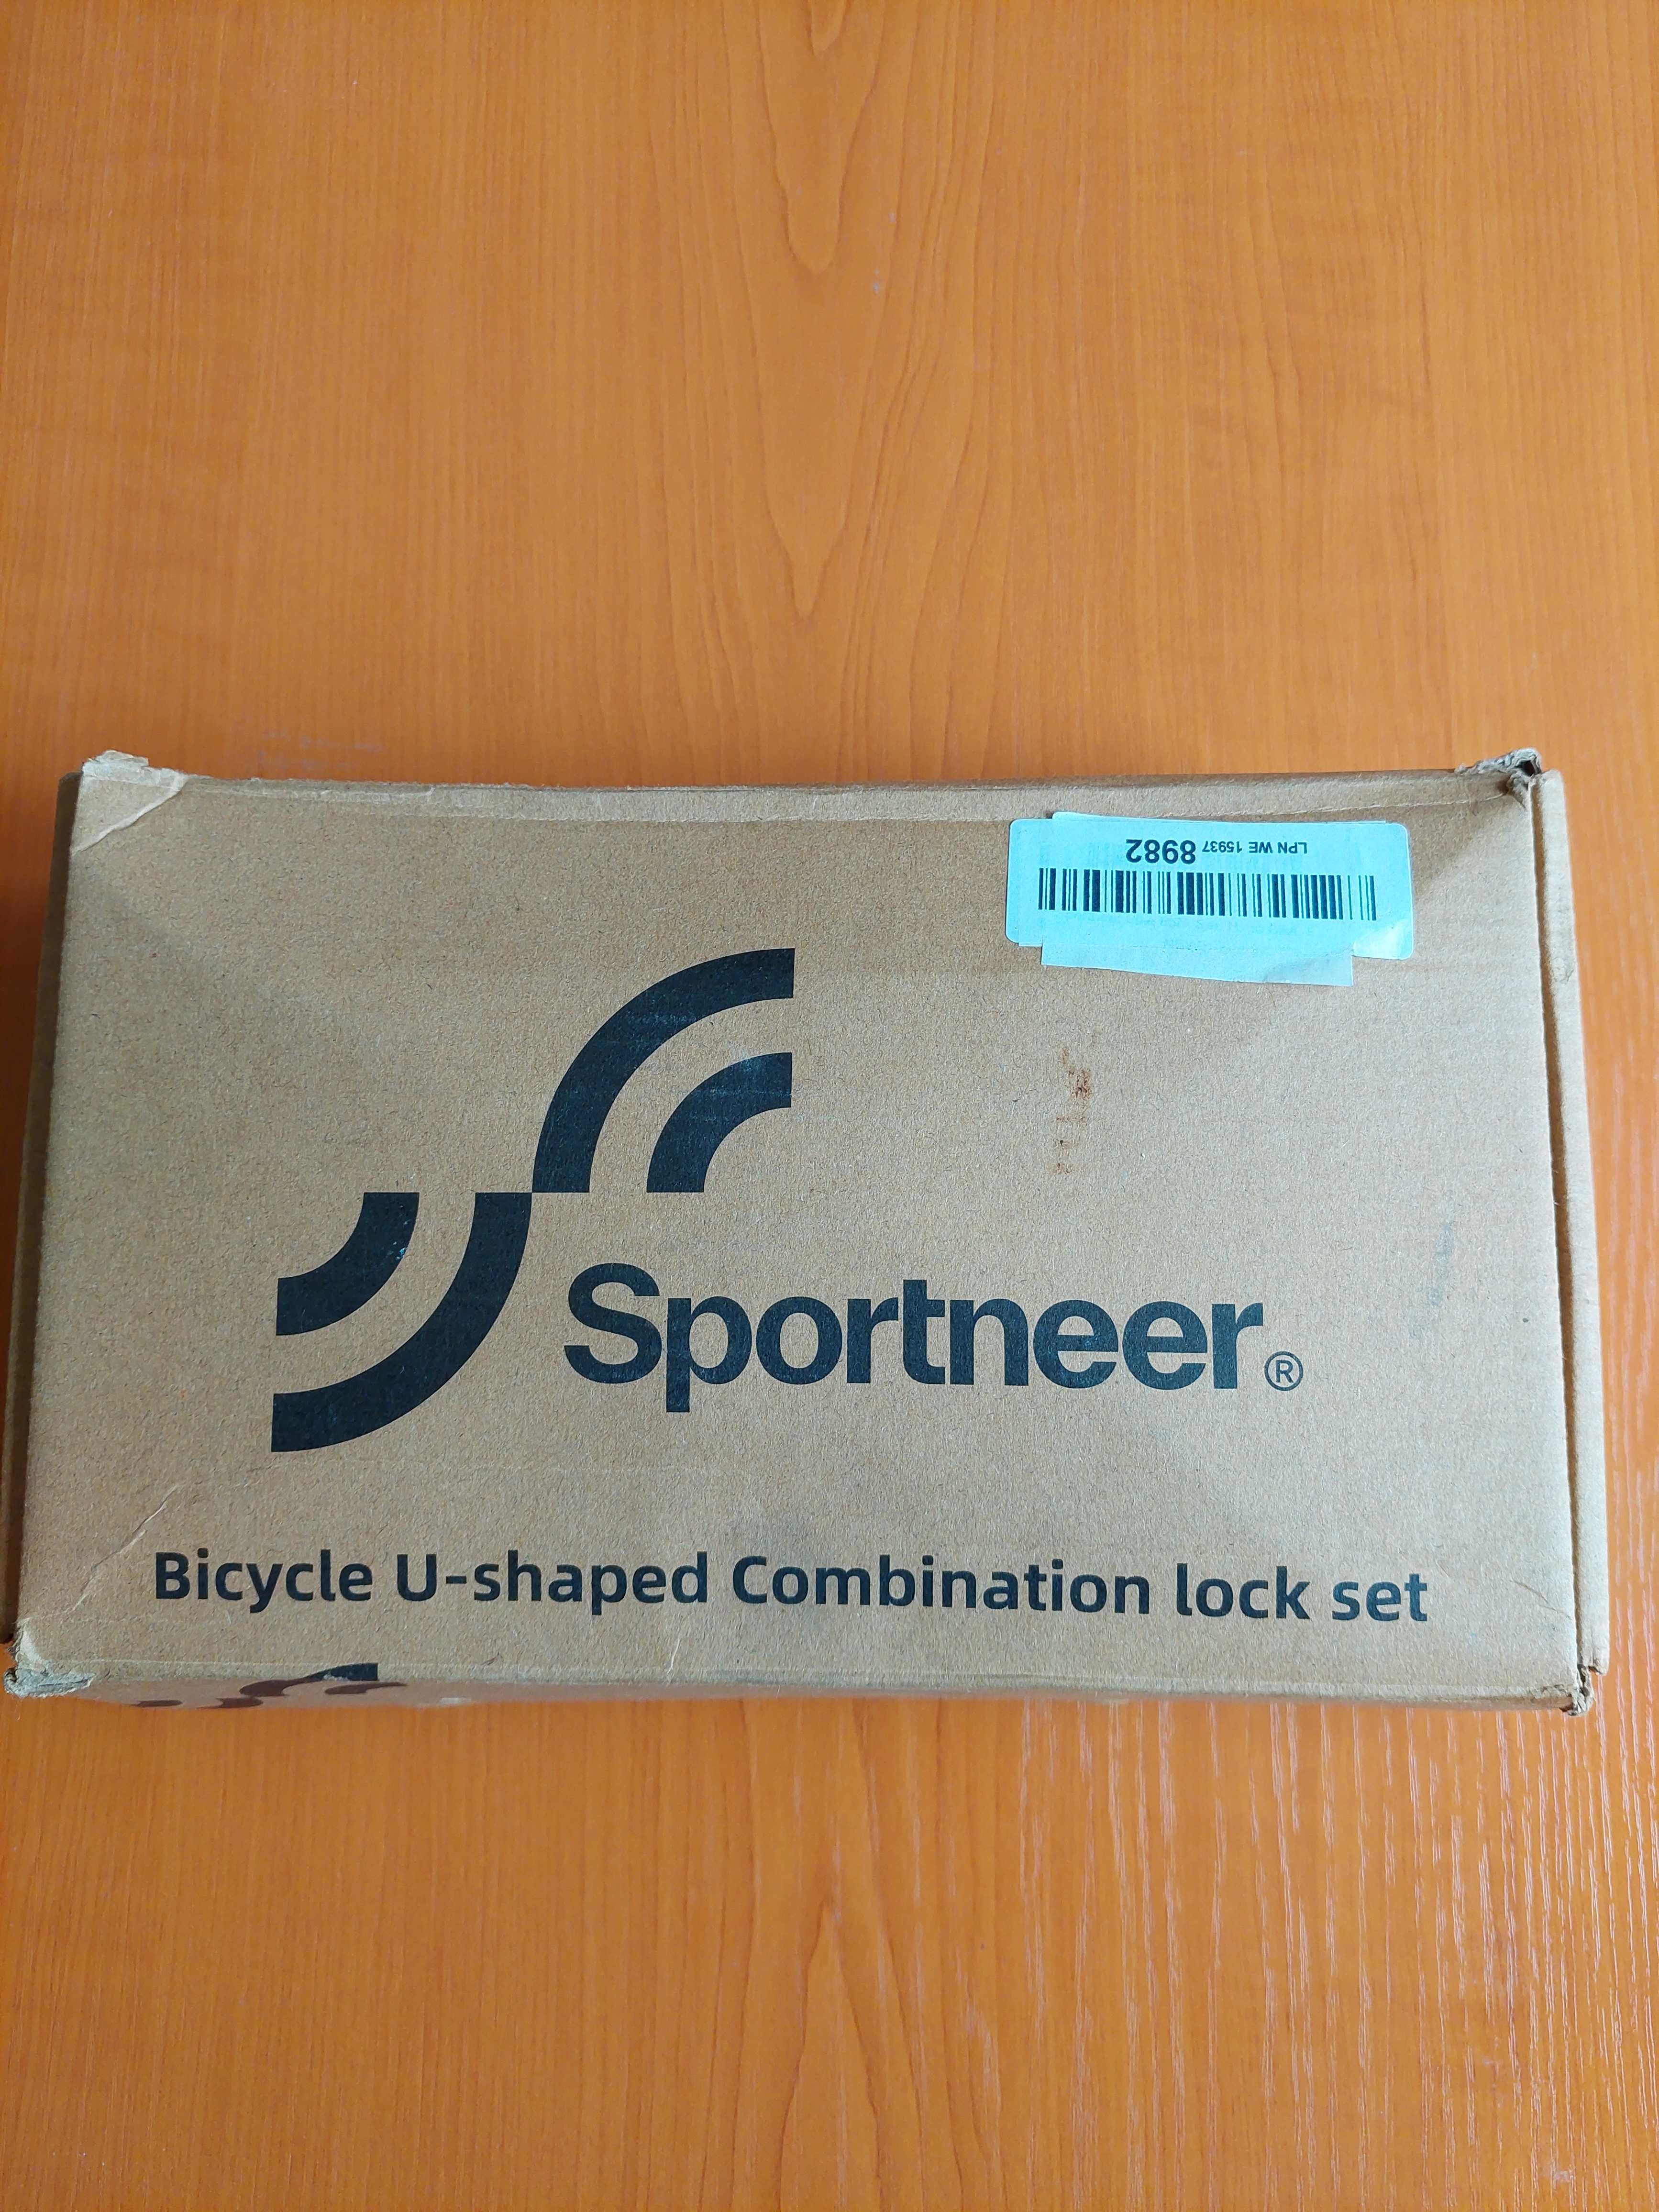 LPN WE 15937 8982
Sportneer®
Bicycle U-shaped Combination lock set